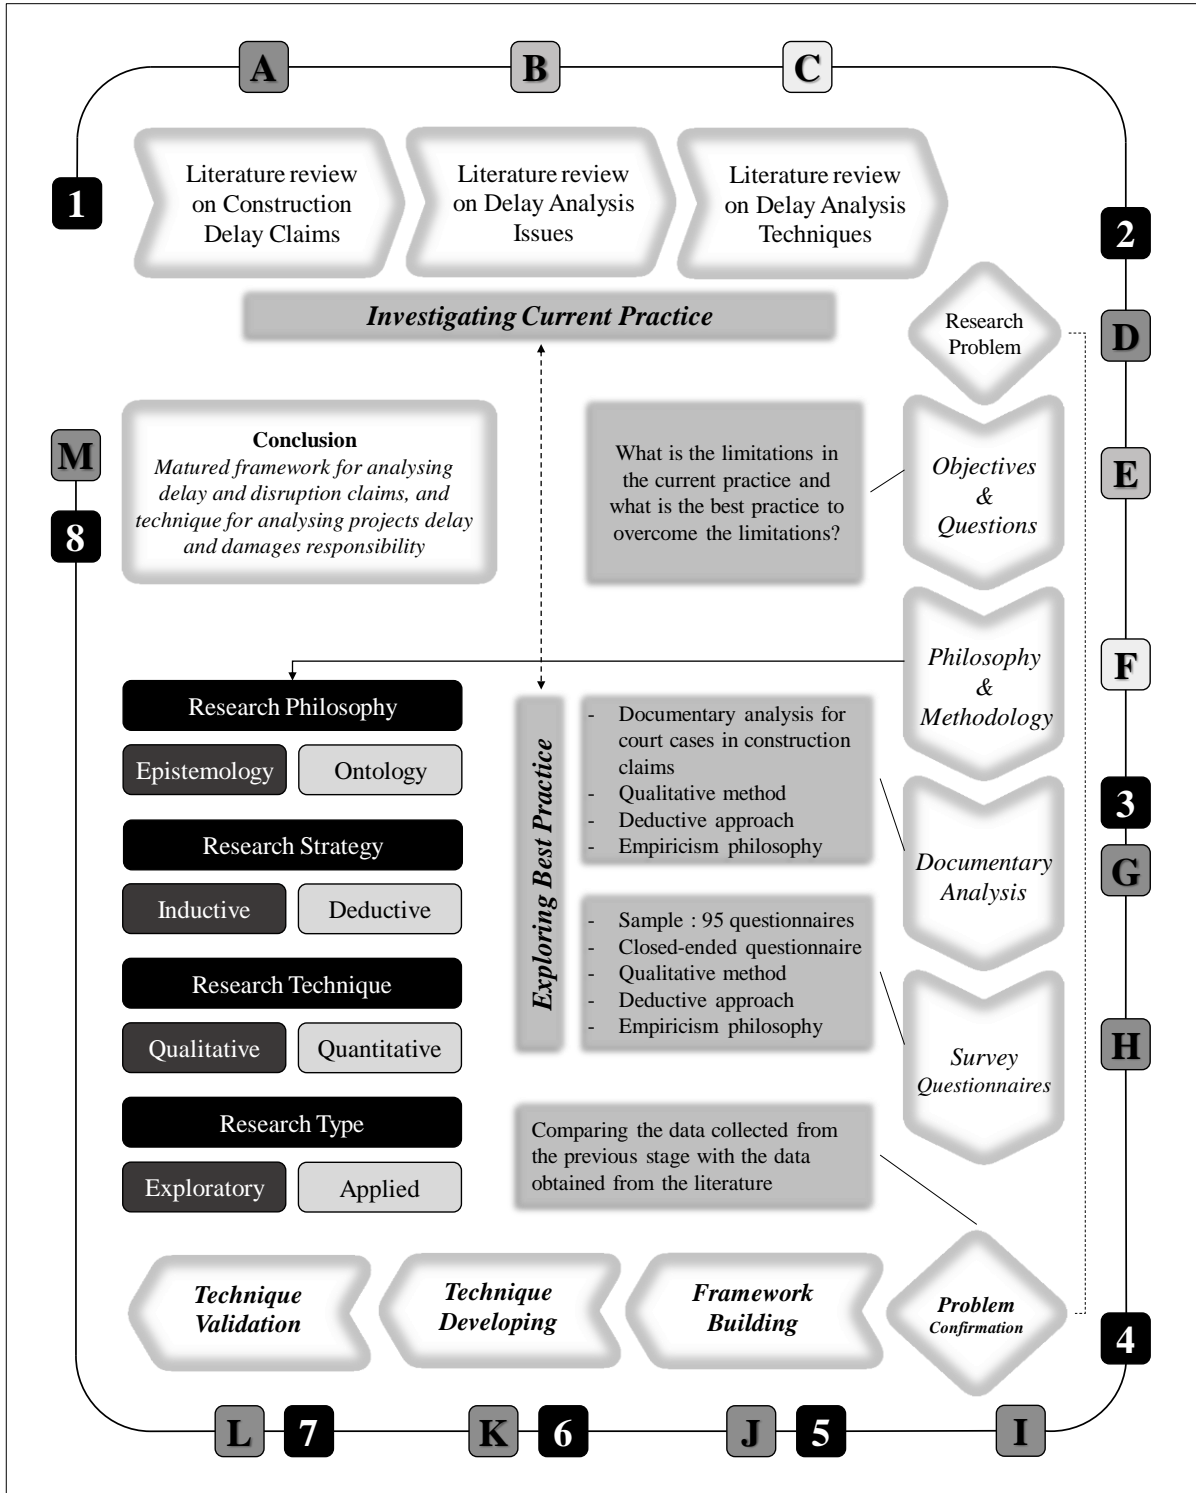 A
B
C
1
Literature review
on Construction
Delay Claims
Literature review
on Delay Analysis
Issues
Literature review
on Delay Analysis
Techniques
2
Investigating Current Practice
Research
Problem
D
M
8
Conclusion
Matured framework for analysing
delay and disruption claims, and
technique for analysing projects delay
and damages responsibility
What is the limitations in
the current practice and
what is the best practice to
overcome the limitations?
Objectives
&
Questions
E
Philosophy
&
Methodology
F
Research Philosophy
Epistemology
Ontology
Research Strategy
Inductive
Deductive
Research Technique
Qualitative
Quantitative
Research Type
Exploratory
Applied
Exploring Best Practice
- Documentary analysis for
court cases in construction
claims
- Qualitative method
- Deductive approach
- Empiricism philosophy
3
G
Documentary
Analysis
- Sample : 95 questionnaires
- Closed-ended questionnaire
- Qualitative method
- Deductive approach
- Empiricism philosophy
H
Survey
Questionnaires
Comparing the data collected from
the previous stage with the data
obtained from the literature
Technique
Validation
Technique
Developing
Framework
Building
Problem
Confirmation
4
L
7
K
6
J
5
I